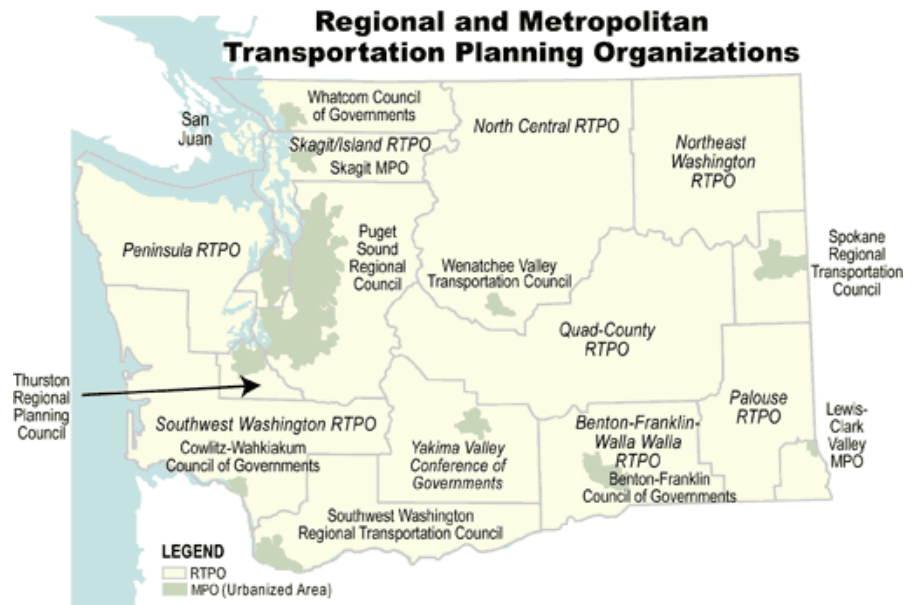 Regional and Metropolitan
Transportation Planning Organizations
Whatcom Council
of Governments
San
Juan
Skagit/Island RTPO
Skagit MPO
North Central RTPO
Northeast
Washington
RTPO
Peninsula RTPO
Puget
Sound
Regional
Council
Wenatchee Valley
Transportation Council
Spokane
Regional
Transportation
Council
Quad-County
RTPO
Thurston
Regional
Planning
Council
Southwest Washington RTPO
Cowlitz-Wahkiakum
Council of Governments
Yakima Valley
Conference of
Governments
Benton-Franklin-
Walla Walla
RTPO
Benton-Franklin
Council of Governments
Palouse
RTPO
Lewis-
Clark
Valley
MPO
Southwest Washington
Regional Transportation Council
LEGEND
RTPO
MPO (Urbanized Area)